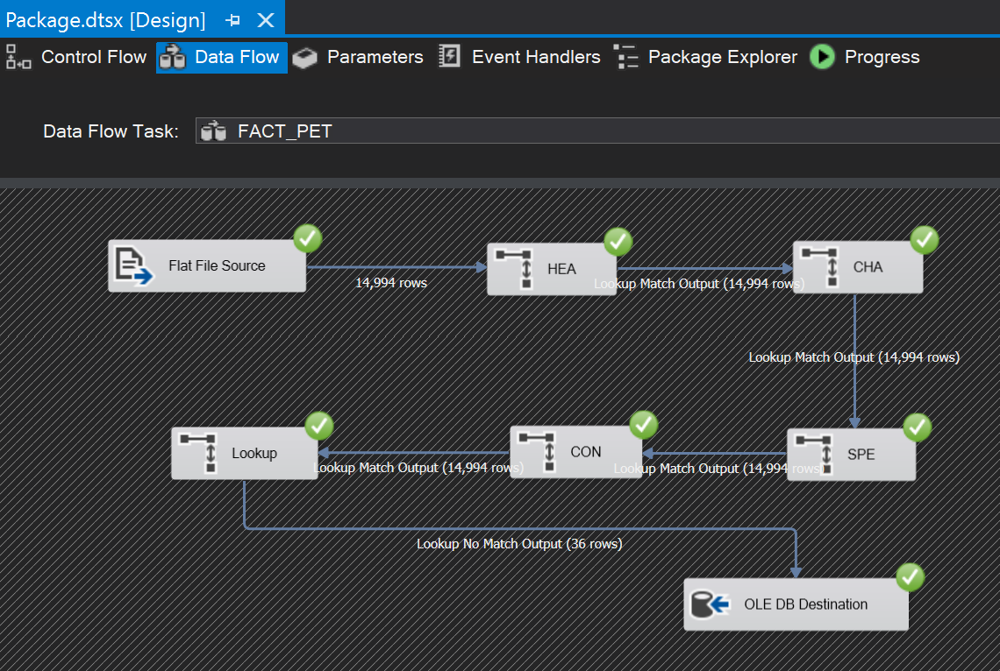 Package.dtsx [Design]
Control Flow Data Flow Parameters Event Handlers Package Explorer Progress
Data Flow Task: FACT_PET
Flat File Source
14,994 rows
HEA
Lookup Match Output (14,994 rows)
CHA
Lookup Match Output (14,994 rows)
Lookup
Lookup Match Output (14,994 rows)
CON
Lookup Match Output (14,994 rows)
SPE
Lookup No Match Output (36 rows)
OLE DB Destination